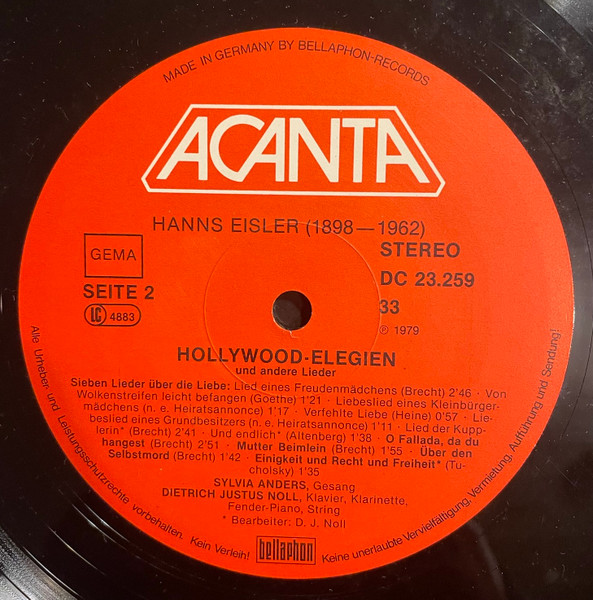 MADE IN GERMANY BY BELLAPHON-RECORDS
ACANTA
HANNS EISLER (1898—1962)
GEMA
STEREO
DC 23.259
SEITE 2
33
LC 4883
Ⓟ 1979
HOLLYWOOD-ELEGIEN
und andere Lieder
Sieben Lieder über die Liebe: Lied eines Freudenmädchens (Brecht) 2'46 · Von
Wolkenstreifen leicht befangen (Goethe) 1'21 · Liebeslied eines Kleinbürger-
mädchens (n. e. Heiratsannonce) 1'17 · Verfehlte Liebe (Heine) 0'57 · Lie-
beslied eines Grundbesitzers (n. e. Heiratsannonce) 1'11 · Lied der Kupp-
lerin* (Brecht) 2'41 · Und endlich* (Altenberg) 1'38 · O Fallada, da du
hangest (Brecht) 2'51 · Mutter Beimlein (Brecht) 1'55 · Über den
Selbstmord (Brecht) 1'42 · Einigkeit und Recht und Freiheit* (Tu-
cholsky) 1'35
SYLVIA ANDERS, Gesang
DIETRICH JUSTUS NOLL, Klavier, Klarinette,
Fender-Piano, String
* Bearbeiter: D. J. Noll
bellaphon
Alle Urheber- und Leistungsschutzrechte vorbehalten. Kein Verleih! Keine unerlaubte Vervielfältigung, Vermietung, Aufführung und Sendung!